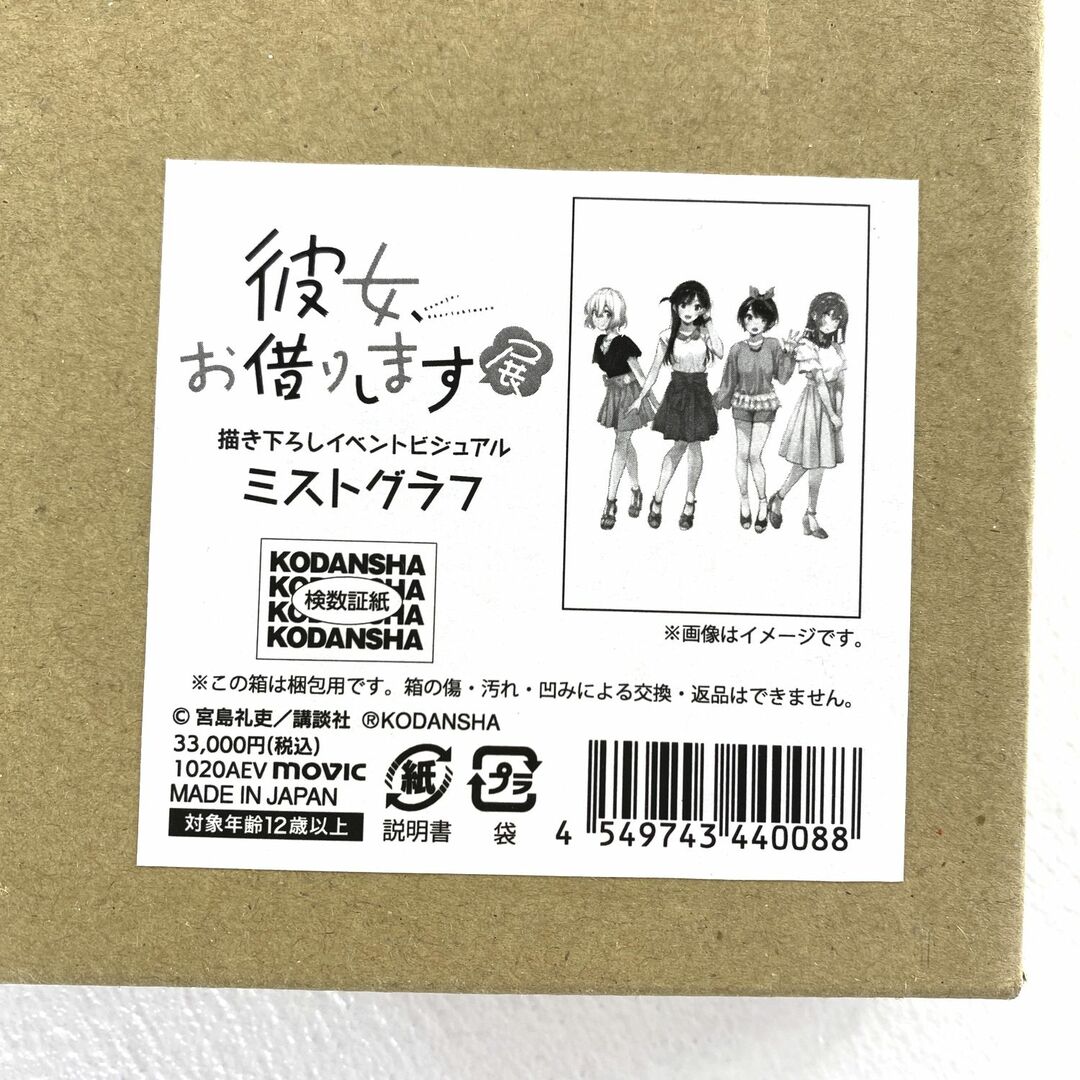 彼女、
お借りします展
描き下ろしイベントビジュアル
ミストグラフ
KODANSHA
KODANSHA
検数証紙
KODANSHA
KODANSHA
※画像はイメージです。
※この箱は梱包用です。箱の傷・汚れ・凹みによる交換・返品はできません。
© 宮島礼吏／講談社 ®KODANSHA
33,000円(税込)
1020AEV movic
MADE IN JAPAN
対象年齢12歳以上
紙
説明書
プラ
袋
4 549743 440088